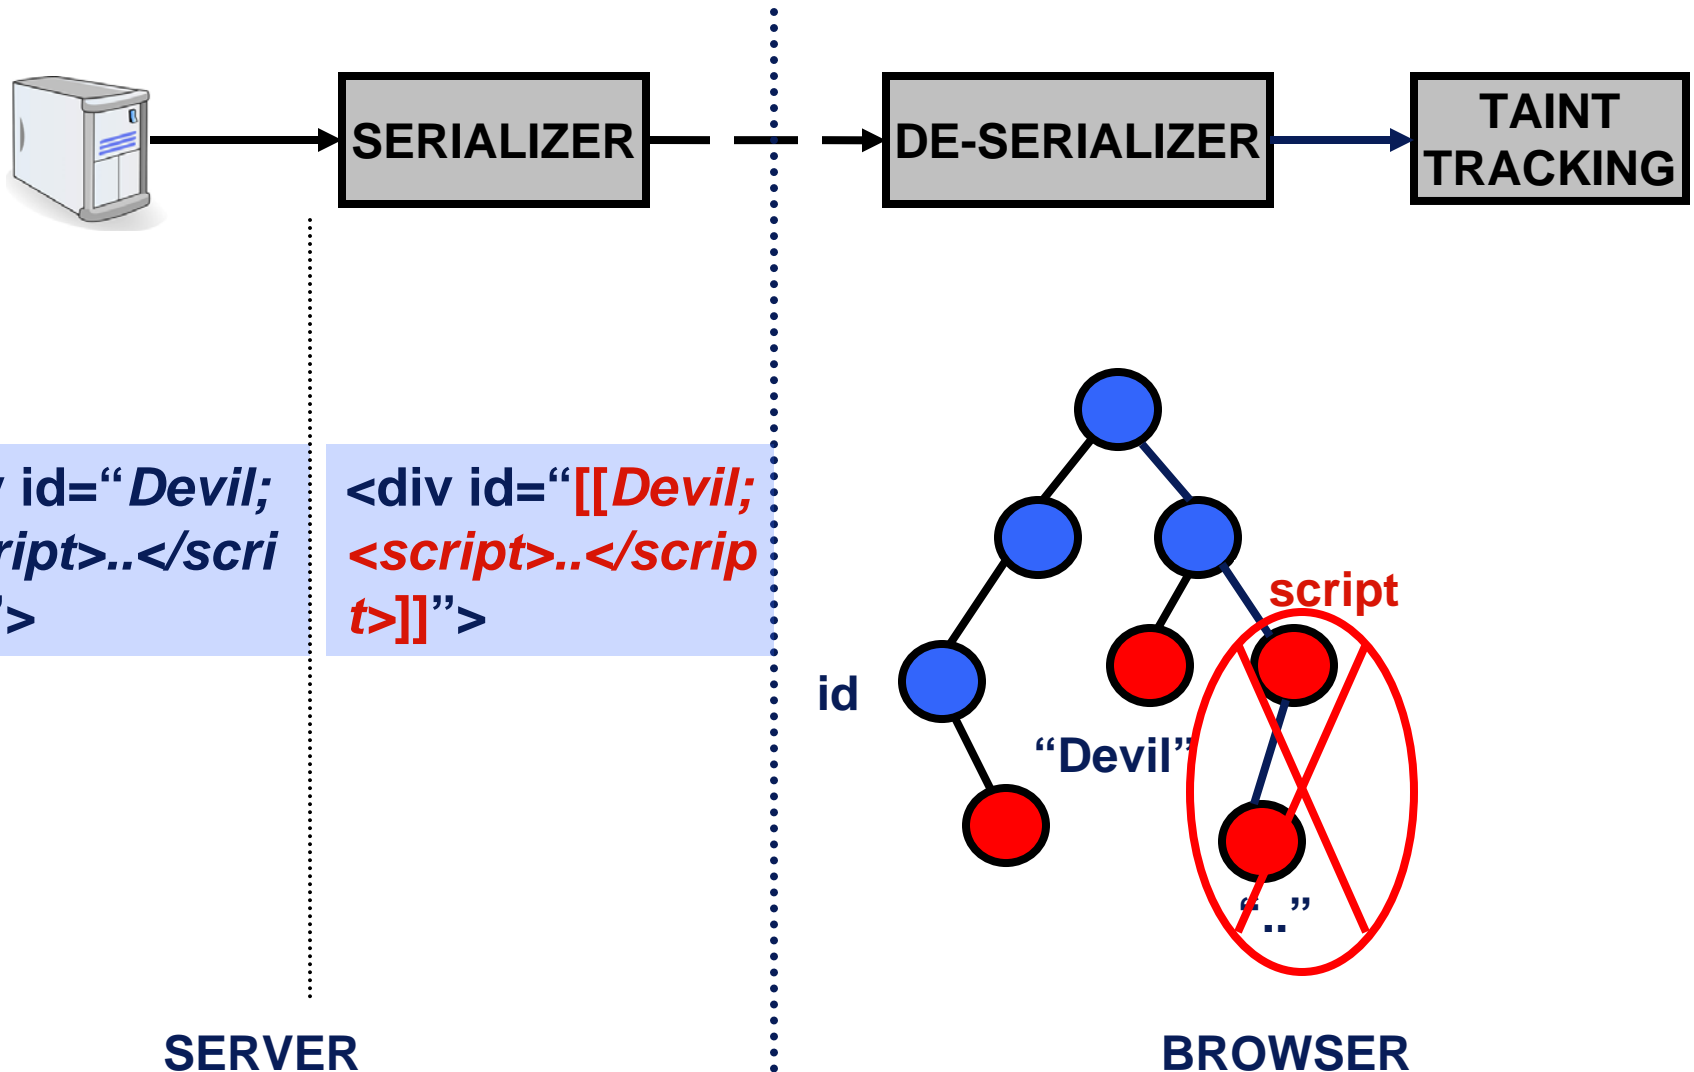 SERIALIZER
DE-SERIALIZER
TAINT
TRACKING
id=“Devil;
ript>..</scri
”>
<div id=“[[Devil;
<script>..</scrip
t>]]”>
script
id
“Devil”
“..”
SERVER
BROWSER